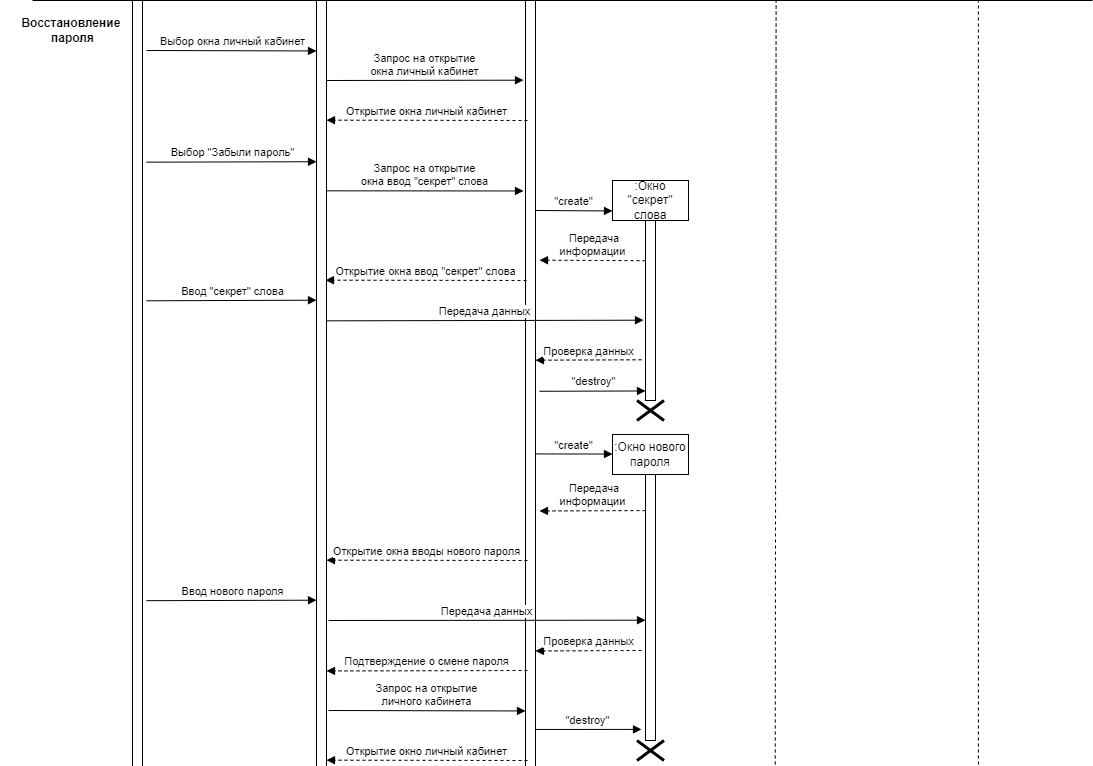 Восстановление
пароля
Выбор окна личный кабинет
Запрос на открытие
окна личный кабинет
Открытие окна личный кабинет
Выбор "Забыли пароль"
Запрос на открытие
окна ввод "секрет" слова
"create"
:Окно
"секрет"
слова
Передача
информации
Открытие окна ввод "секрет" слова
Ввод "секрет" слова
Передача данных
Проверка данных
"destroy"
"create"
:Окно нового
пароля
Передача
информации
Открытие окна вводы нового пароля
Ввод нового пароля
Передача данных
Проверка данных
Подтверждение о смене пароля
Запрос на открытие
личного кабинета
"destroy"
Открытие окно личный кабинет